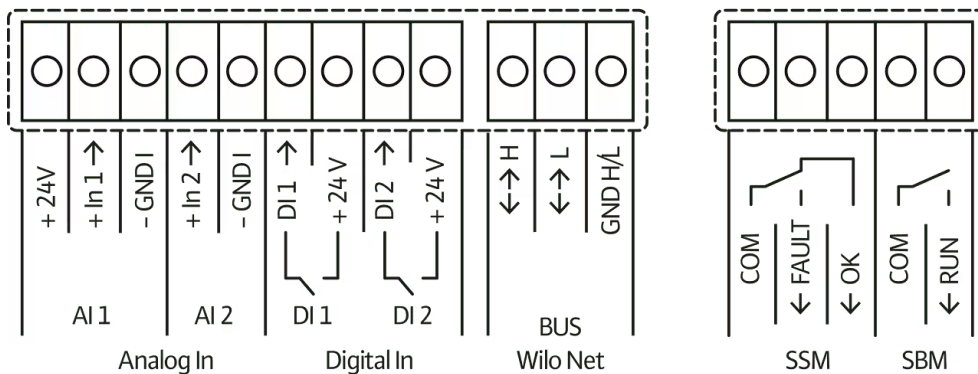 + 24V
+ In 1 →
– GND I
+ In 2 →
– GND I
DI 1 →
+ 24 V
DI 2 →
+ 24 V
↔ H
↔ L
GND H/L
COM
← FAULT
← OK
COM
← RUN
AI 1
AI 2
DI 1
DI 2
BUS
Analog In
Digital In
Wilo Net
SSM
SBM